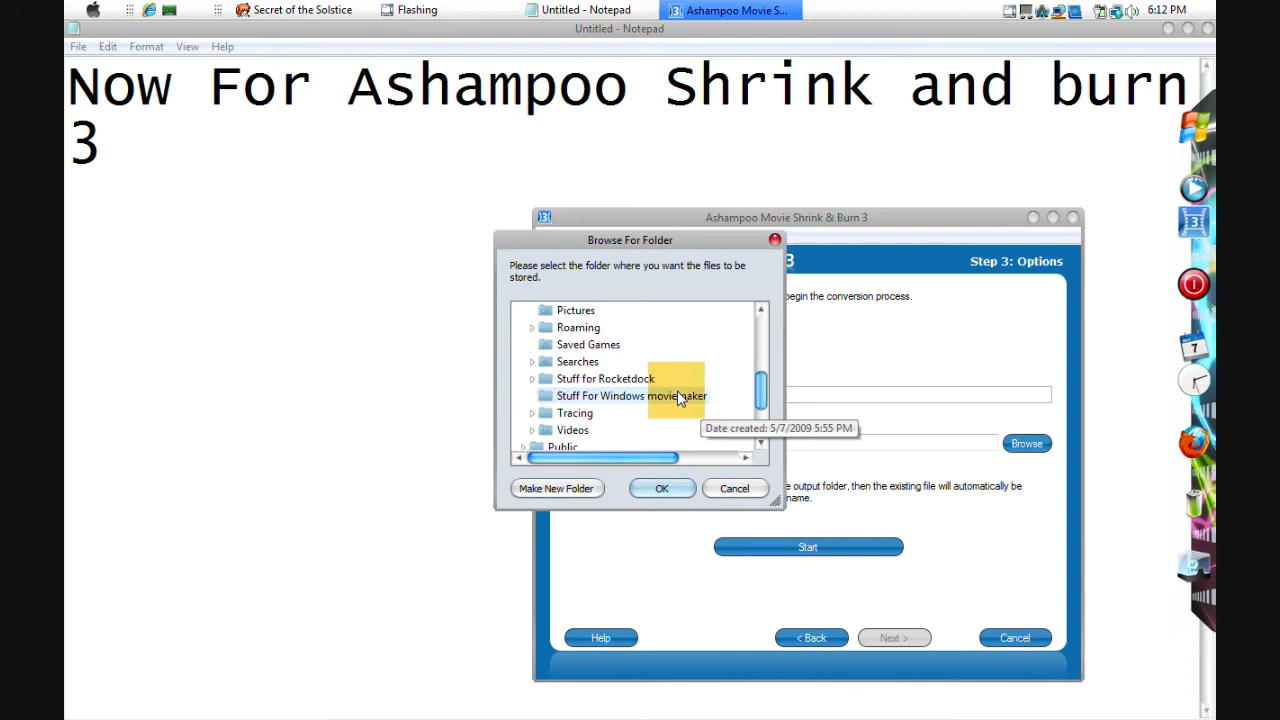 Secret of the Solstice
Flashing
Untitled - Notepad
Ashampoo Movie S...
6:12 PM
Untitled - Notepad
File Edit Format View Help
Now For Ashampoo Shrink and burn
3
Ashampoo Movie Shrink & Burn 3
Browse For Folder
3
Step 3: Options
Please select the folder where you want the files to be
stored.
begin the conversion process.
Pictures
Roaming
Saved Games
Searches
Stuff for Rocketdock
Stuff For Windows moviemaker
Tracing
Date created: 5/7/2009 5:55 PM
Videos
Public
Browse
Make New Folder
OK
Cancel
e output folder, then the existing file will automatically be
name.
Start
Help
< Back
Next >
Cancel
7
3